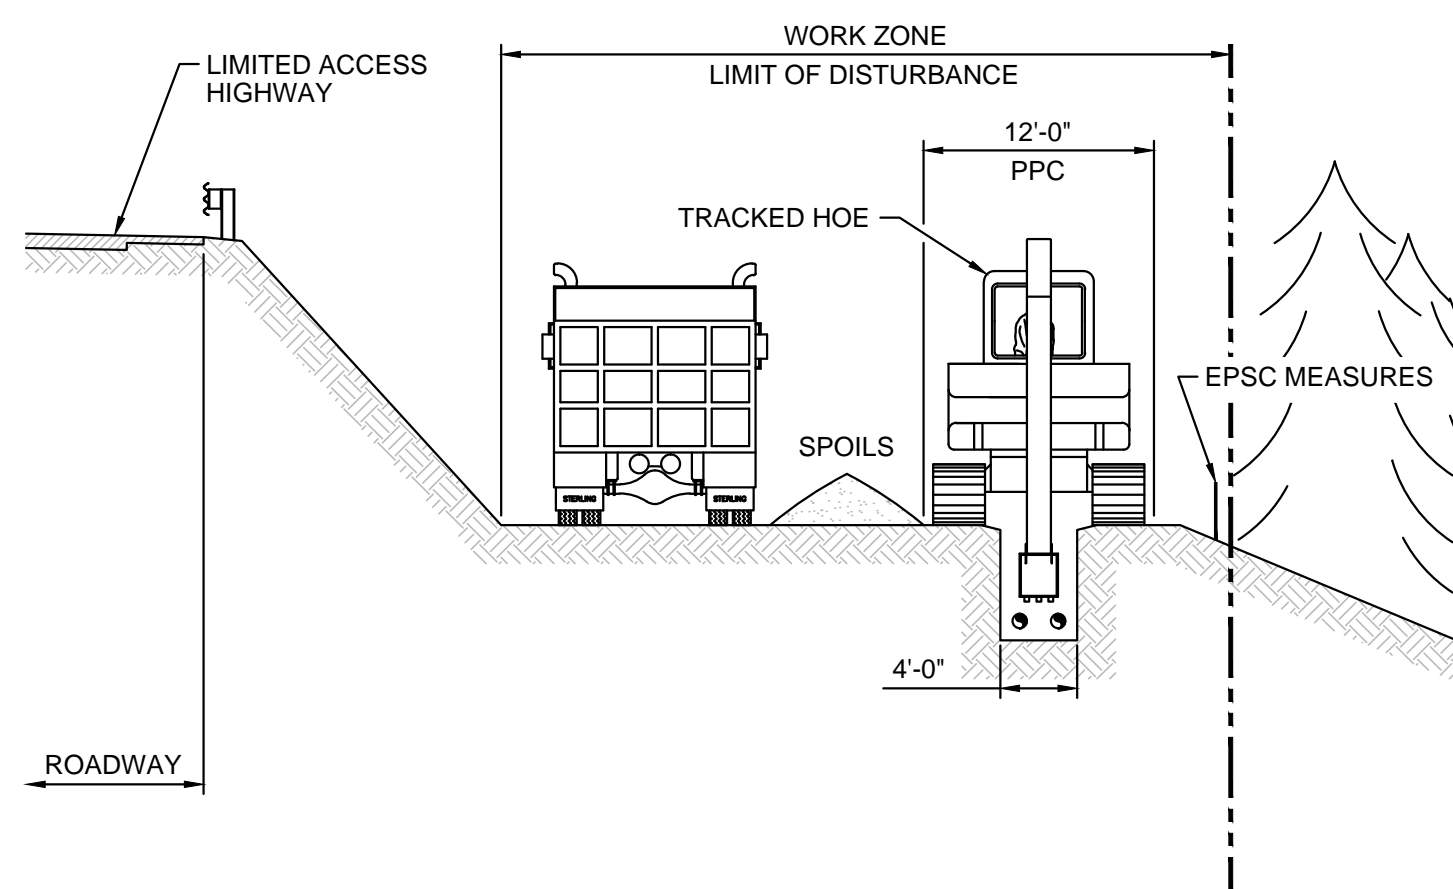 WORK ZONE
LIMIT OF DISTURBANCE
LIMITED ACCESS
HIGHWAY
12'-0"
PPC
TRACKED HOE
EPSC MEASURES
SPOILS
STERLING
STERLING
4'-0"
ROADWAY